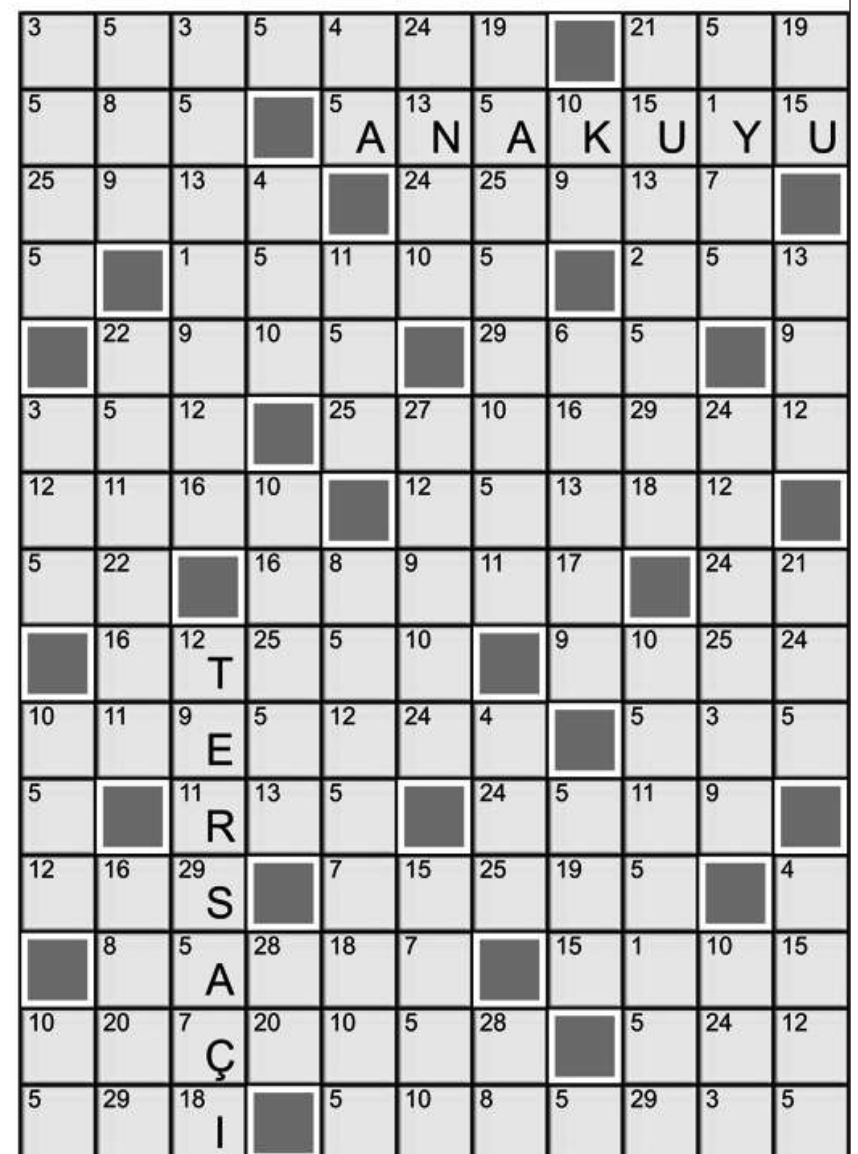 3 5 3 5 4 24 19 21 5 19
5 8 5 5 A 13 N 5 A 10 K 15 U 1 Y 15 U
25 9 13 4 24 25 9 13 7
5 1 5 11 10 5 2 5 13
22 9 10 5 29 6 5 9
3 5 12 25 27 10 16 29 24 12
12 11 16 10 12 5 13 18 12
5 22 16 8 9 11 17 24 21
16 12 T 25 5 10 9 10 25 24
10 11 9 E 5 12 24 4 5 3 5
5 11 R 13 5 24 5 11 9
12 16 29 S 7 15 25 19 5 4
8 5 A 28 18 7 15 1 10 15
10 20 7 Ç 20 10 5 28 5 24 12
5 29 18 I 5 10 8 5 29 3 5